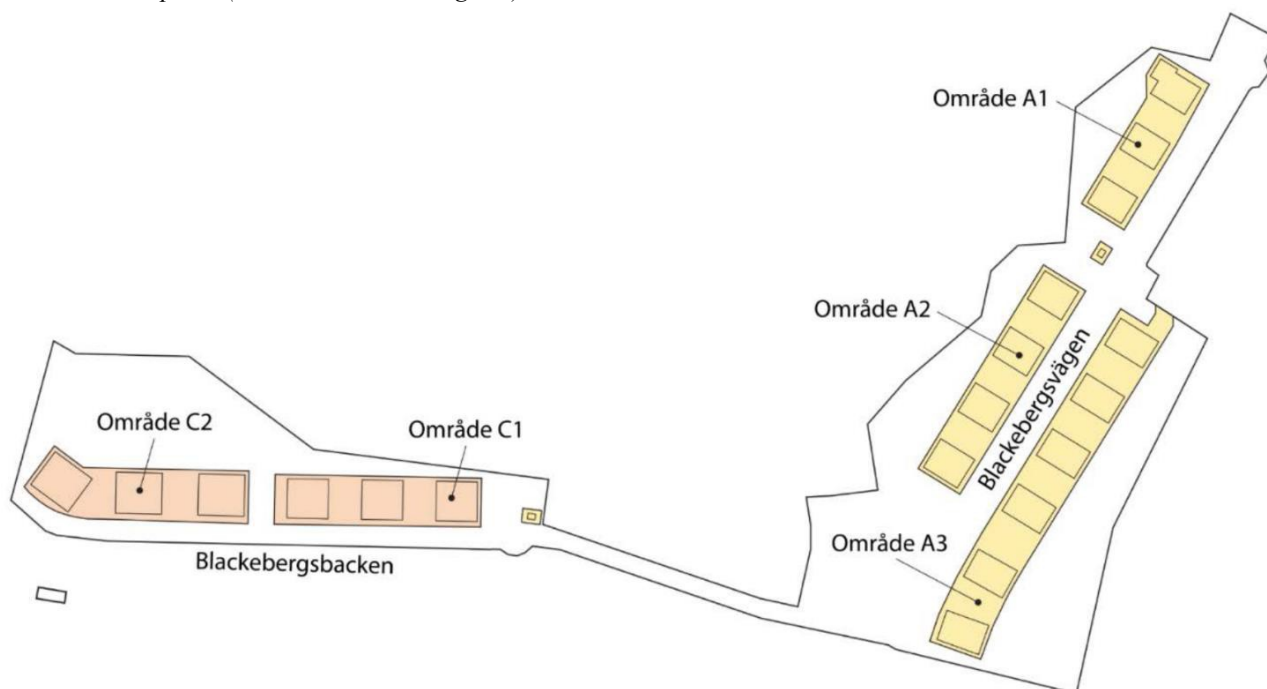 Område A1
Område A2
Blackebergsvägen
Område C2
Område C1
Område A3
Blackebergsbacken